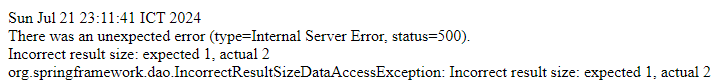 Sun Jul 21 23:11:41 ICT 2024
There was an unexpected error (type=Internal Server Error, status=500).
Incorrect result size: expected 1, actual 2
org.springframework.dao.IncorrectResultSizeDataAccessException: Incorrect result size: expected 1, actual 2